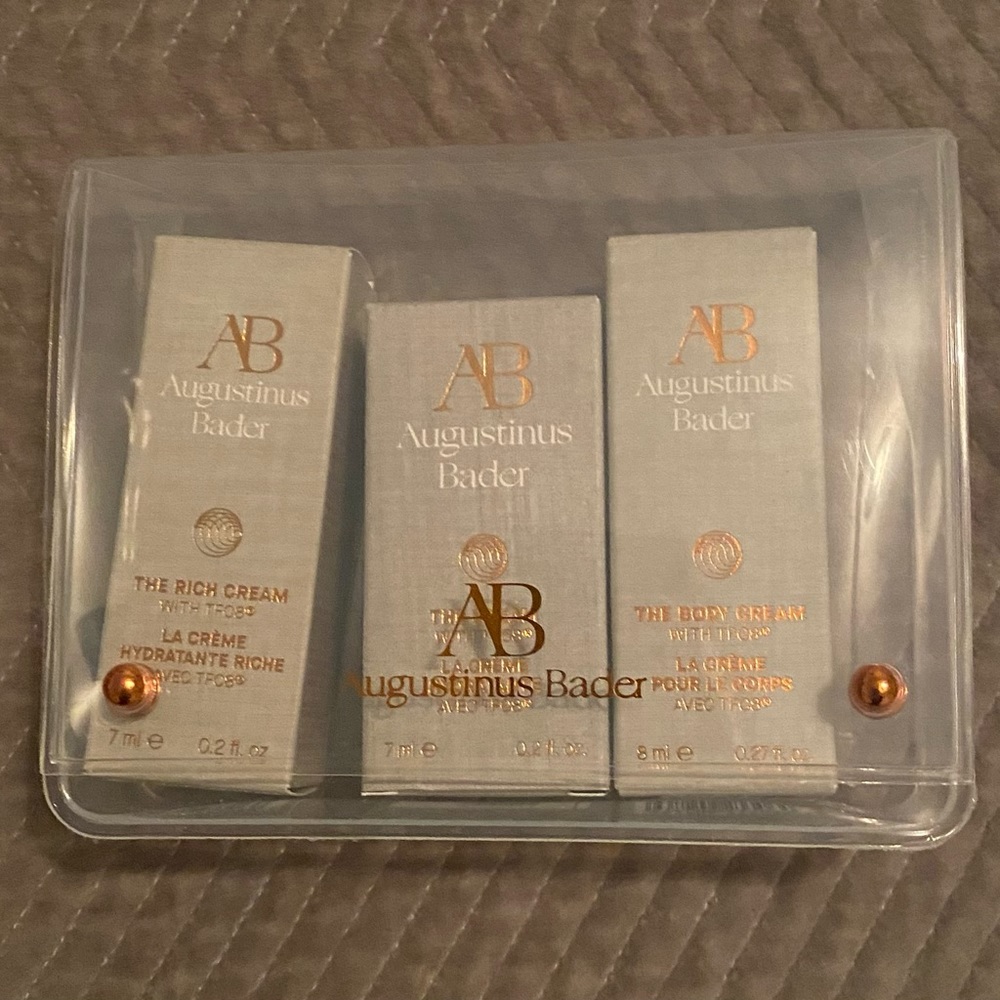 AB
Augustinus
Bader
THE RICH CREAM
WITH TFC8®
LA CRÈME
HYDRATANTE RICHE
AVEC TFC8®
7 ml e
0.2 fl. oz
AB
Augustinus
Bader
LA CRÈME
AVEC TFC8®
7 ml e
0.2 fl. oz.
AB
Augustinus Bader
AB
Augustinus
Bader
THE BODY CREAM
WITH TFC8®
LA CRÈME
POUR LE CORPS
AVEC TFC8®
8 ml e
0.27 fl. oz.